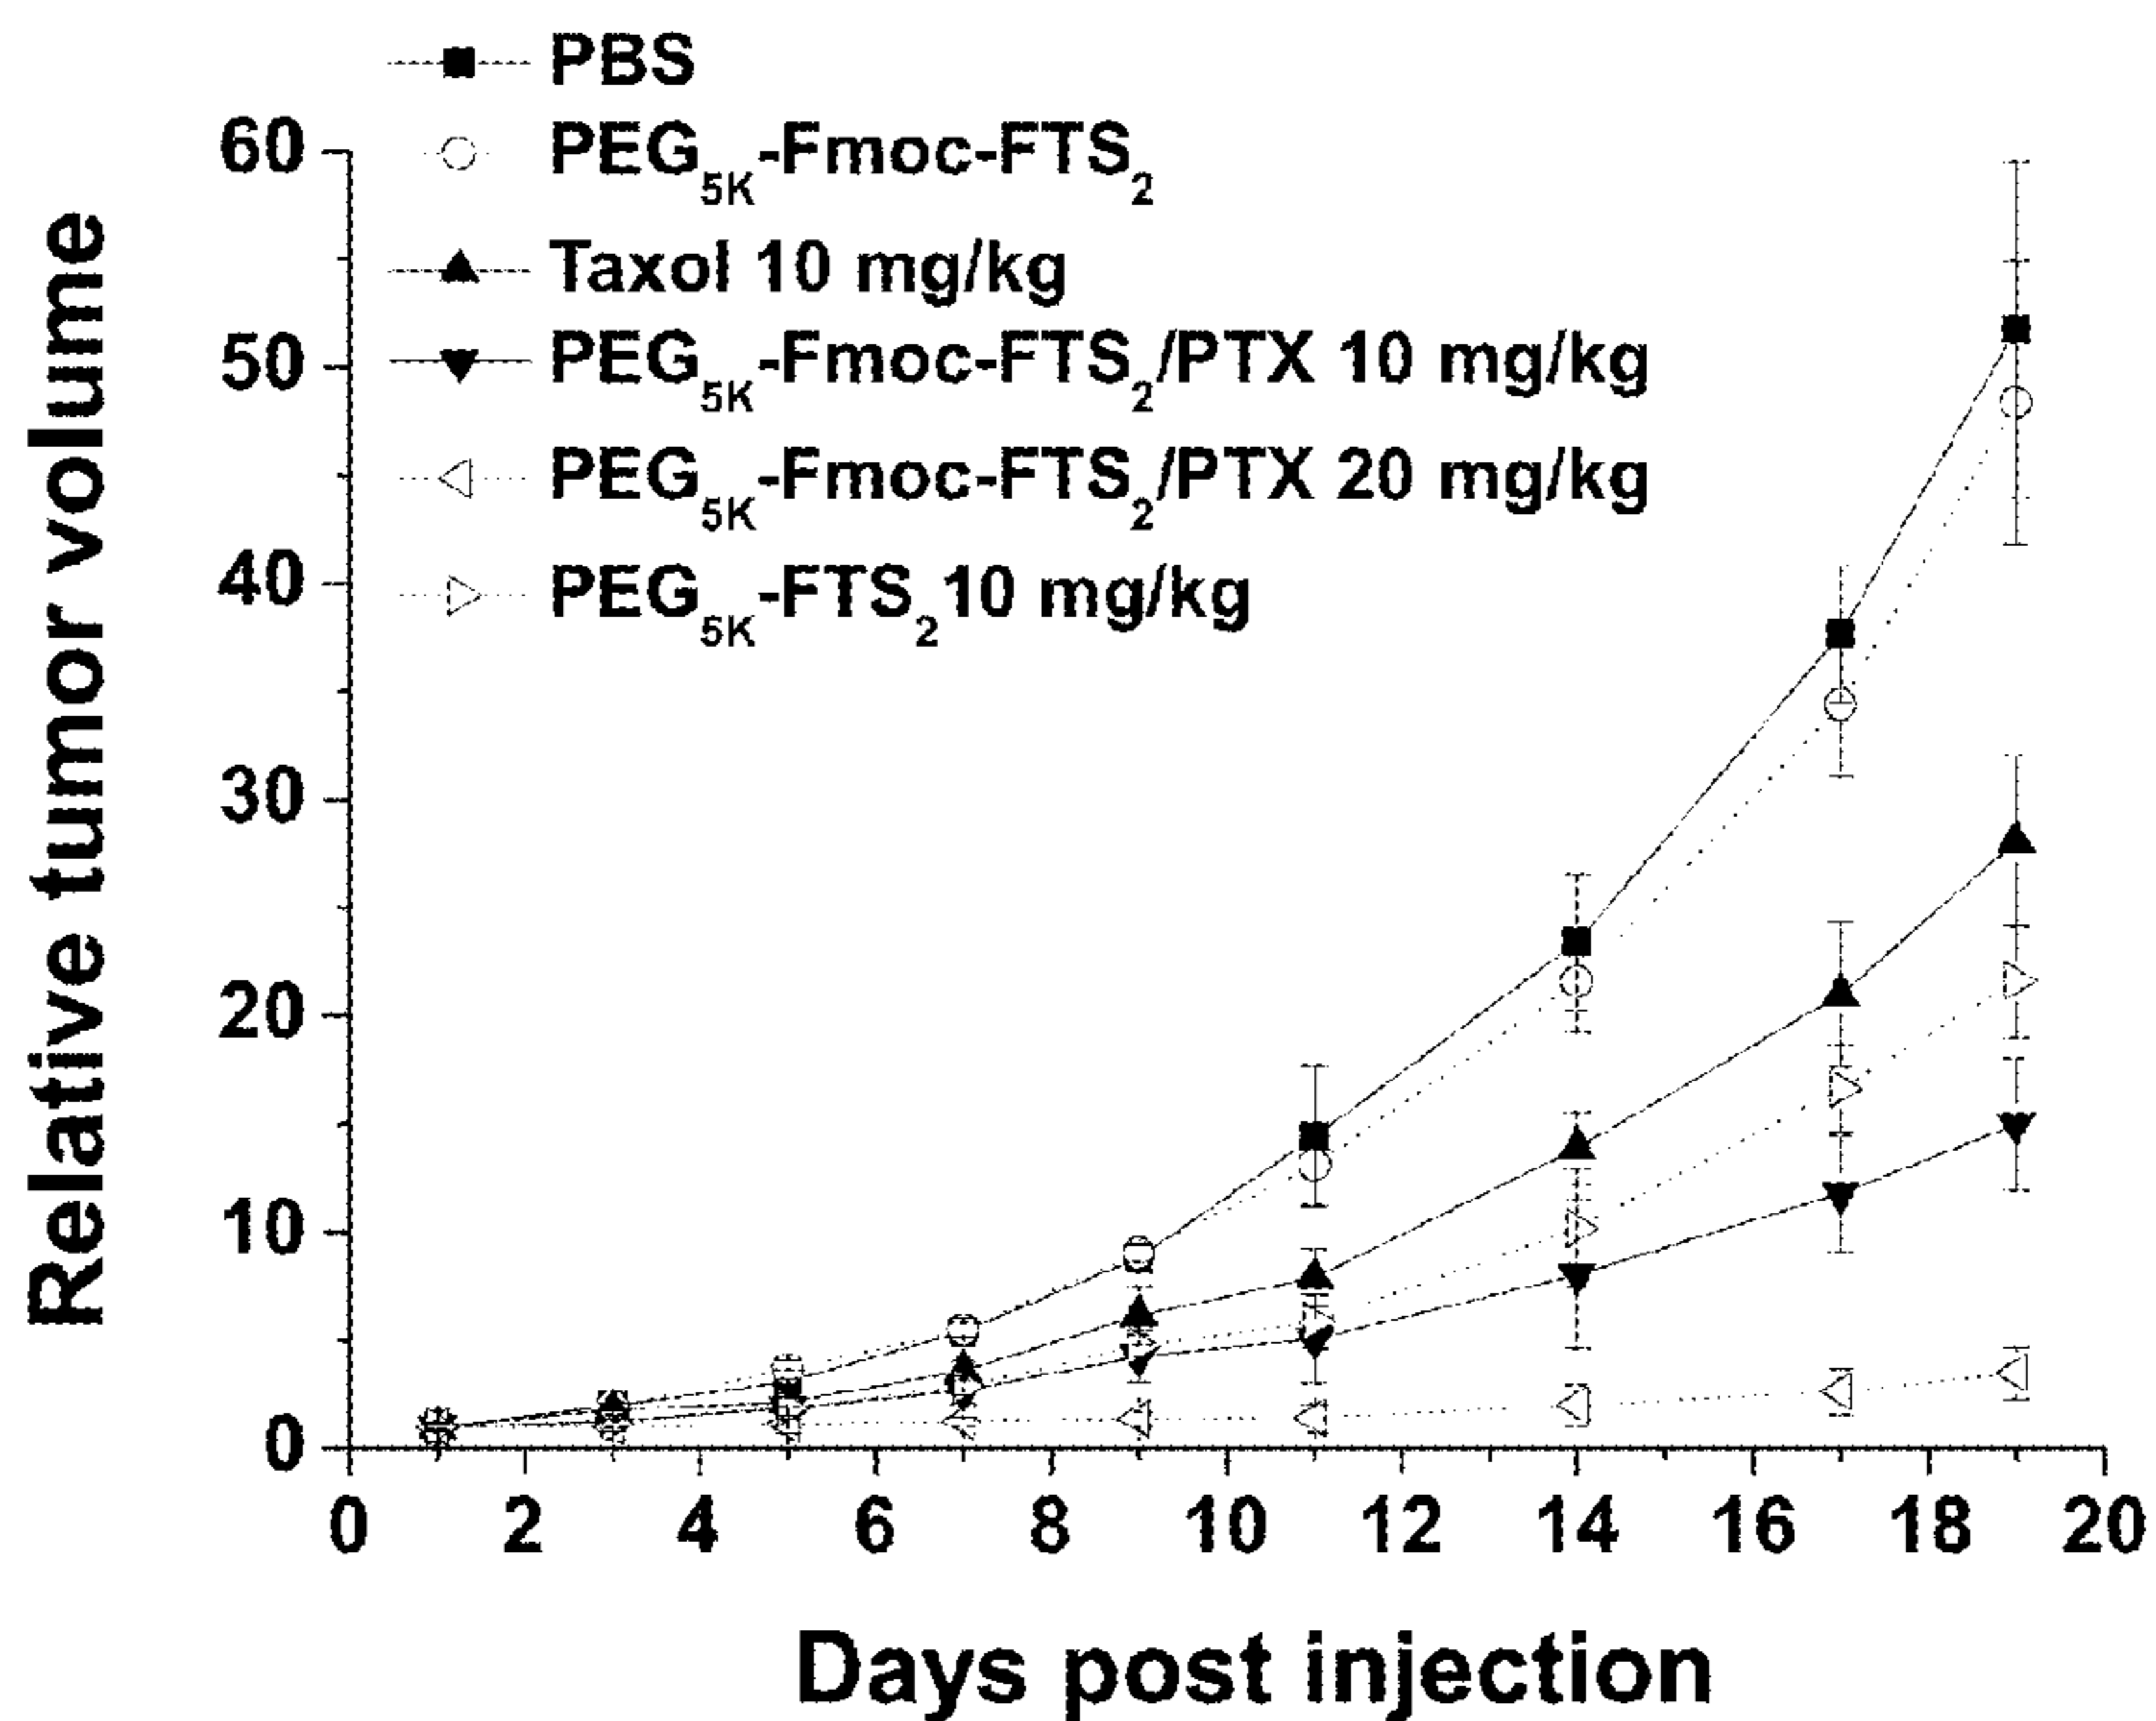 PBS
PEG5K-Fmoc-FTS2
Taxol 10 mg/kg
PEG5K-Fmoc-FTS2/PTX 10 mg/kg
PEG5K-Fmoc-FTS2/PTX 20 mg/kg
PEG5K-FTS2 10 mg/kg
Relative tumor volume
60
50
40
30
20
10
0
0 2 4 6 8 10 12 14 16 18 20
Days post injection